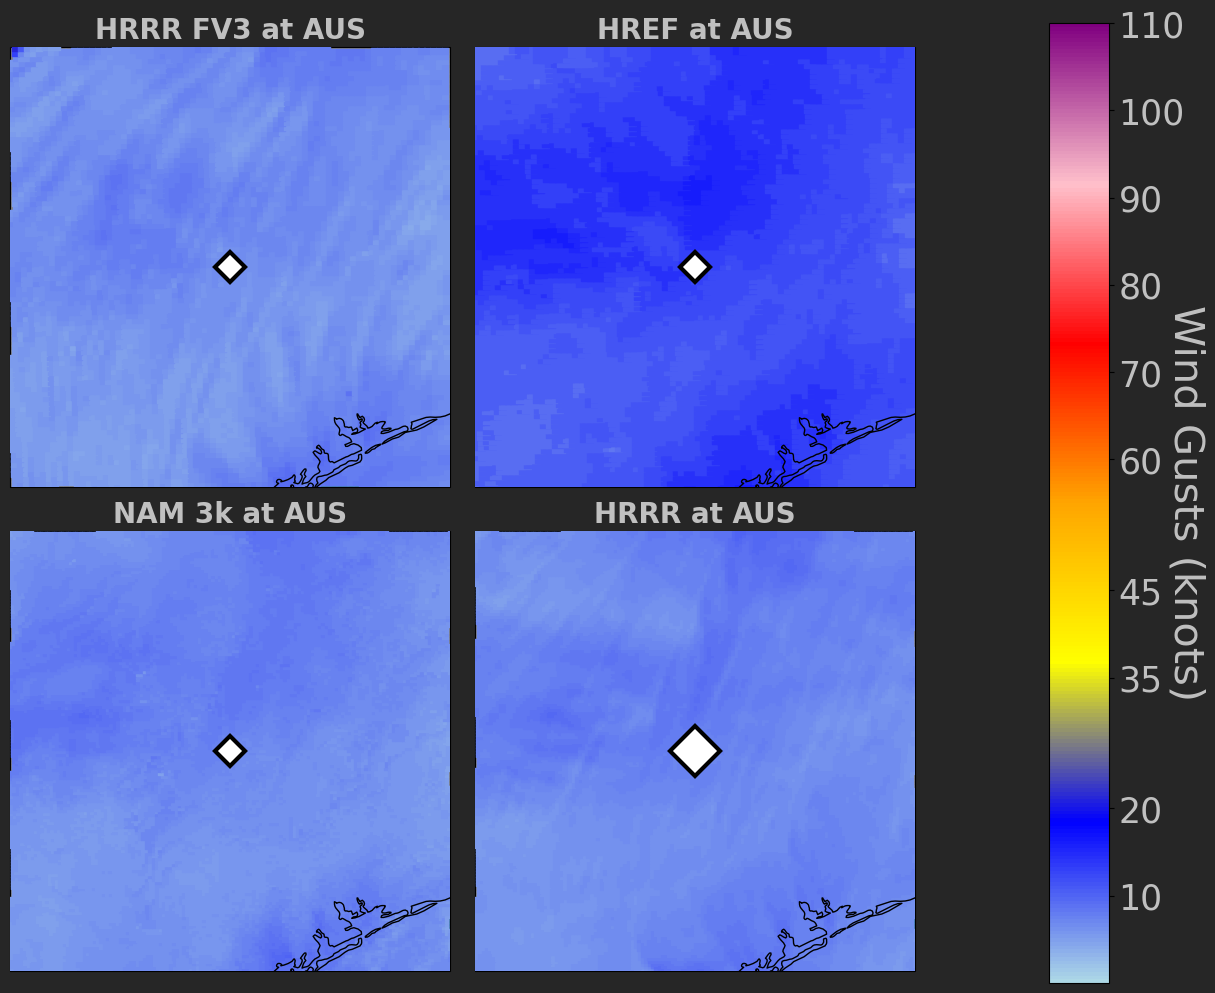 HRRR FV3 at AUS
HREF at AUS
NAM 3k at AUS
HRRR at AUS
110
100
90
80
70
60
45
35
20
10
Wind Gusts (knots)